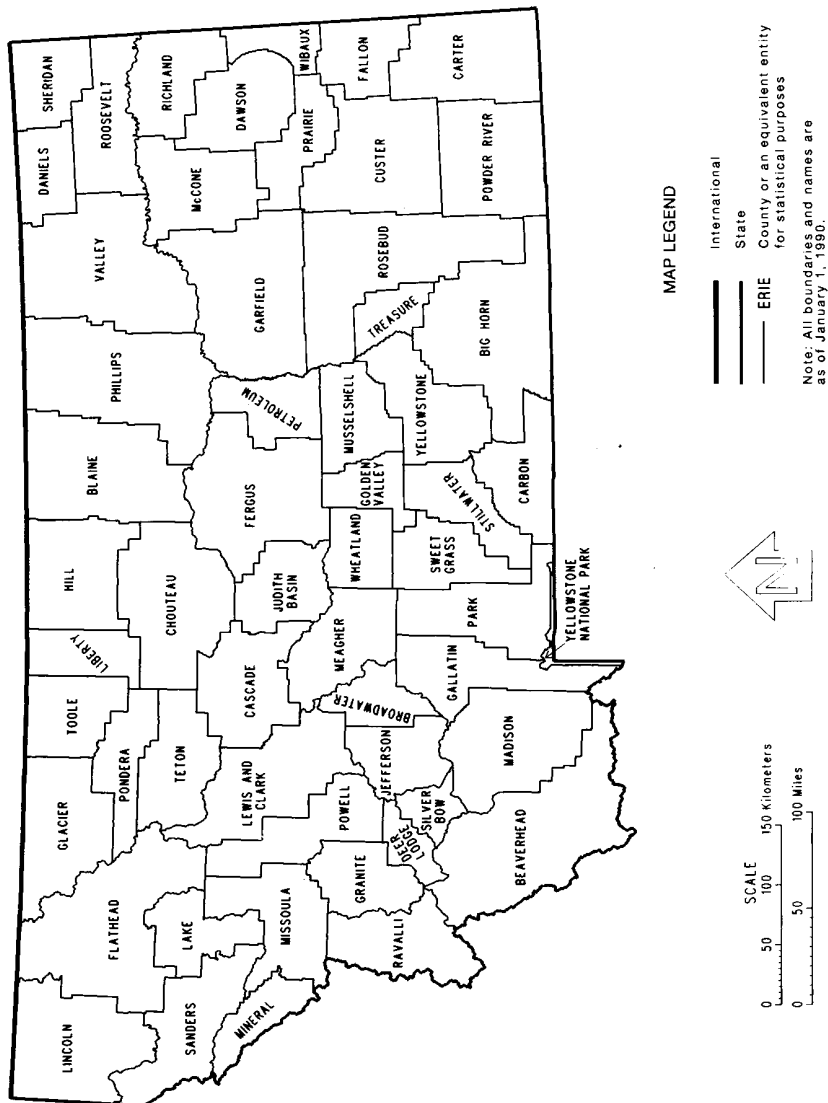 LINCOLN
FLATHEAD
GLACIER
TOOLE
LIBERTY
HILL
BLAINE
PHILLIPS
VALLEY
DANIELS
SHERIDAN
ROOSEVELT
SANDERS
LAKE
PONDERA
TETON
CHOUTEAU
RICHLAND
McCONE
DAWSON
MINERAL
MISSOULA
LEWIS AND
CLARK
CASCADE
JUDITH
BASIN
FERGUS
PETROLEUM
GARFIELD
PRAIRIE
WIBAUX
POWELL
GRANITE
RAVALLI
DEER
LODGE
SILVER
BOW
JEFFERSON
BROADWATER
MEAGHER
WHEATLAND
GOLDEN
VALLEY
MUSSELSHELL
TREASURE
ROSEBUD
CUSTER
FALLON
BEAVERHEAD
MADISON
GALLATIN
PARK
SWEET
GRASS
STILLWATER
YELLOWSTONE
CARBON
BIG HORN
POWDER RIVER
CARTER
YELLOWSTONE
NATIONAL PARK
SCALE
0 50 100 150 Kilometers
0 50 100 Miles
N
MAP LEGEND
International
State
ERIE County or an equivalent entity
for statistical purposes
Note: All boundaries and names are
as of January 1, 1990.